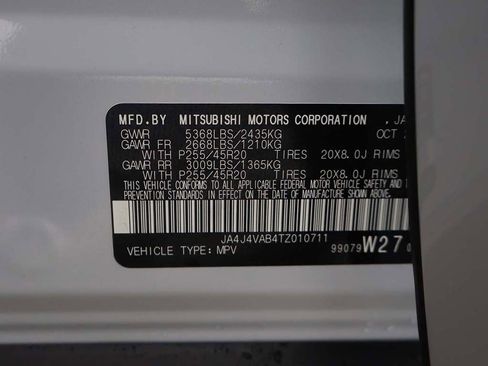 MFD.BY MITSUBISHI MOTORS CORPORATION , JA
GVWR 5368LBS/2435KG OCT
GAWR FR 2668LBS/1210KG
WITH P255/45R20 TIRES 20X8.0J RIMS
GAWR RR 3009LBS/1365KG
WITH P255/45R20 TIRES 20X8.0J RIMS
THIS VEHICLE CONFORMS TO ALL APPLICABLE FEDERAL MOTOR VEHICLE SAFETY AND
STANDARDS IN EFFECT ON THE DATE OF MANUFACTURE SHOWN
JA4J4VAB4TZ010711
VEHICLE TYPE: MPV 99079 W27